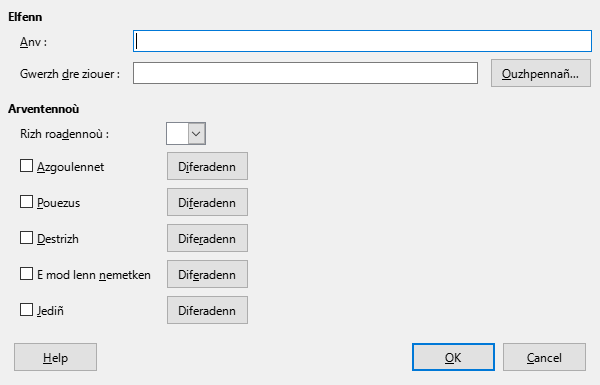 Elfenn
Anv :
Gwerzh dre ziouer :
Ouzhpennañ...
Arventennoù
Rizh roadennoù :
Azgoulennet
Diferadenn
Pouezus
Diferadenn
Destrizh
Diferadenn
E mod lenn nemetken
Diferadenn
Jediñ
Diferadenn
Help
OK
Cancel